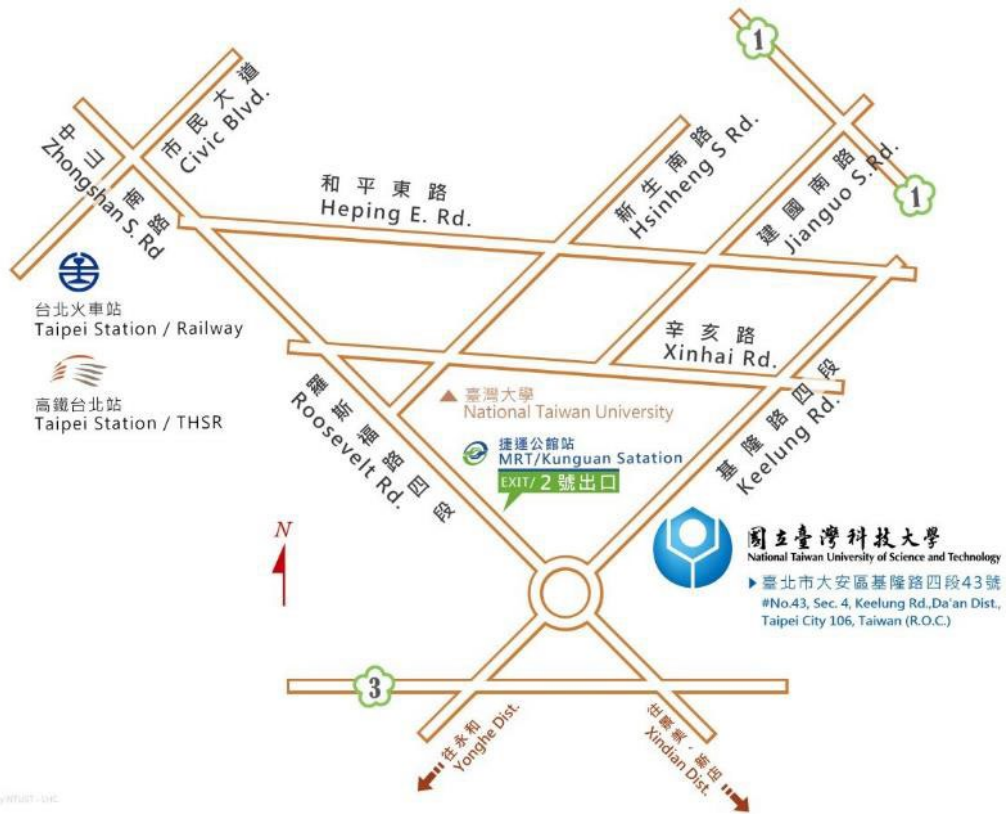 1
市民大道
Civic Blvd.
中山南路
Zhongshan S. Rd
和平東路
Heping E. Rd.
新生南路
Hsinheng S Rd.
建國南路
Jianguo S. Rd.
1
台北火車站
Taipei Station / Railway
高鐵台北站
Taipei Station / THSR
辛亥路
Xinhai Rd.
臺灣大學
National Taiwan University
羅斯福路四段
Roosevelt Rd.
捷運公館站
MRT/Kunguan Satation
EXIT/ 2 號出口
基隆路四段
Keelung Rd.
N
國立臺灣科技大學
National Taiwan University of Science and Technology
臺北市大安區基隆路四段43號
#No.43, Sec. 4, Keelung Rd.,Da'an Dist.,
Taipei City 106, Taiwan (R.O.C.)
3
往永和
Yonghe Dist.
往景美、新店
Xindian Dist.